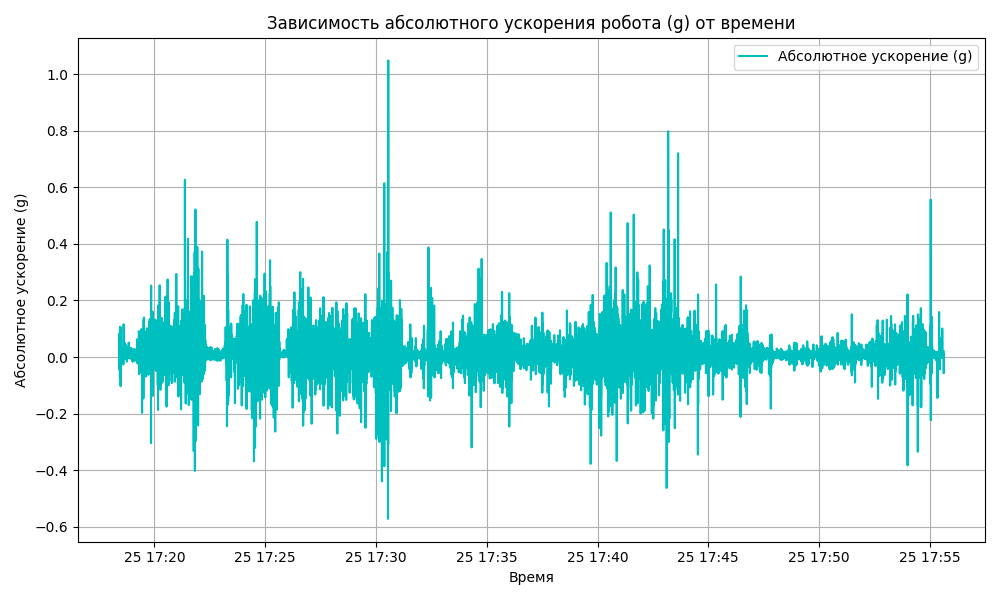 Зависимость абсолютного ускорения робота (g) от времени
Абсолютное ускорение (g)
Абсолютное ускорение (g)
1.0
0.8
0.6
0.4
0.2
0.0
−0.2
−0.4
−0.6
25 17:20 25 17:25 25 17:30 25 17:35 25 17:40 25 17:45 25 17:50 25 17:55
Время